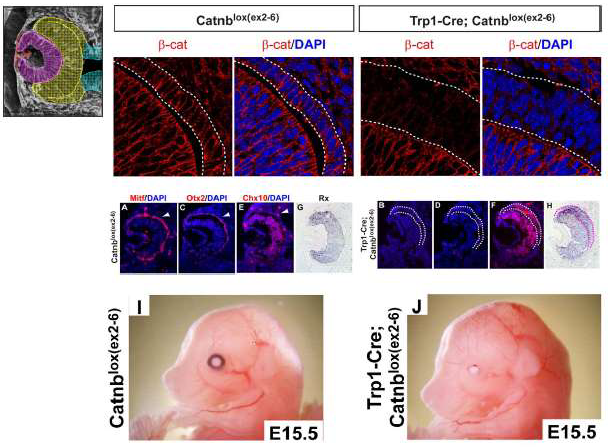 Catnb lox(ex2-6)
Trp1-Cre; Catnb lox(ex2-6)
β-cat
β-cat/DAPI
β-cat
β-cat/DAPI
Mitf/DAPI
Otx2/DAPI
Chx10/DAPI
Rx
A
C
E
G
B
D
F
H
Catnb lox(ex2-6)
Trp1-Cre;
Catnb lox(ex2-6)
I
J
Catnb lox(ex2-6)
E15.5
Trp1-Cre;
Catnb lox(ex2-6)
E15.5